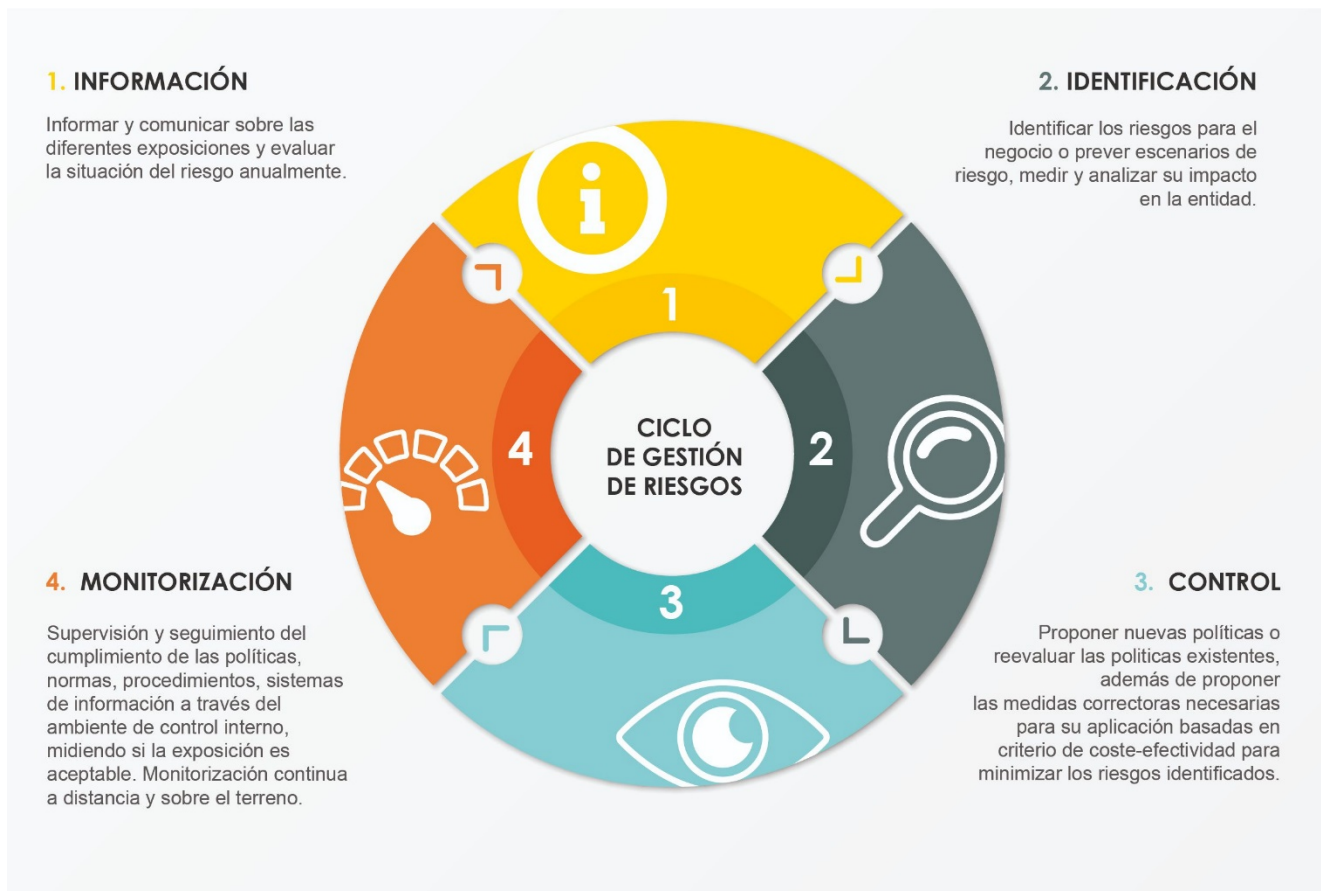 1. INFORMACIÓN
Informar y comunicar sobre las
diferentes exposiciones y evaluar
la situación del riesgo anualmente.
2. IDENTIFICACIÓN
Identificar los riesgos para el
negocio o prever escenarios de
riesgo, medir y analizar su impacto
en la entidad.
1
2
3
4
CICLO
DE GESTIÓN
DE RIESGOS
3. CONTROL
Proponer nuevas políticas o
reevaluar las politicas existentes,
además de proponer
las medidas correctoras necesarias
para su aplicación basadas en
criterio de coste-efectividad para
minimizar los riesgos identificados.
4. MONITORIZACIÓN
Supervisión y seguimiento del
cumplimiento de las políticas,
normas, procedimientos, sistemas
de información a través del
ambiente de control interno,
midiendo si la exposición es
aceptable. Monitorización continua
a distancia y sobre el terreno.